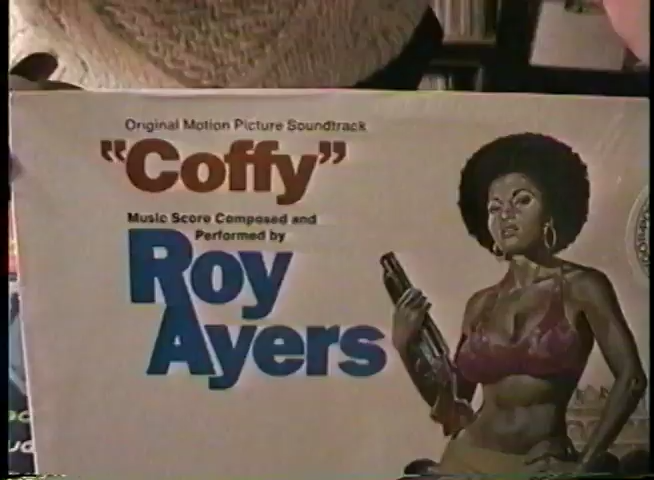 Original Motion Picture Soundtrack
"Coffy"
Music Score Composed and
Performed by
Roy
Ayers